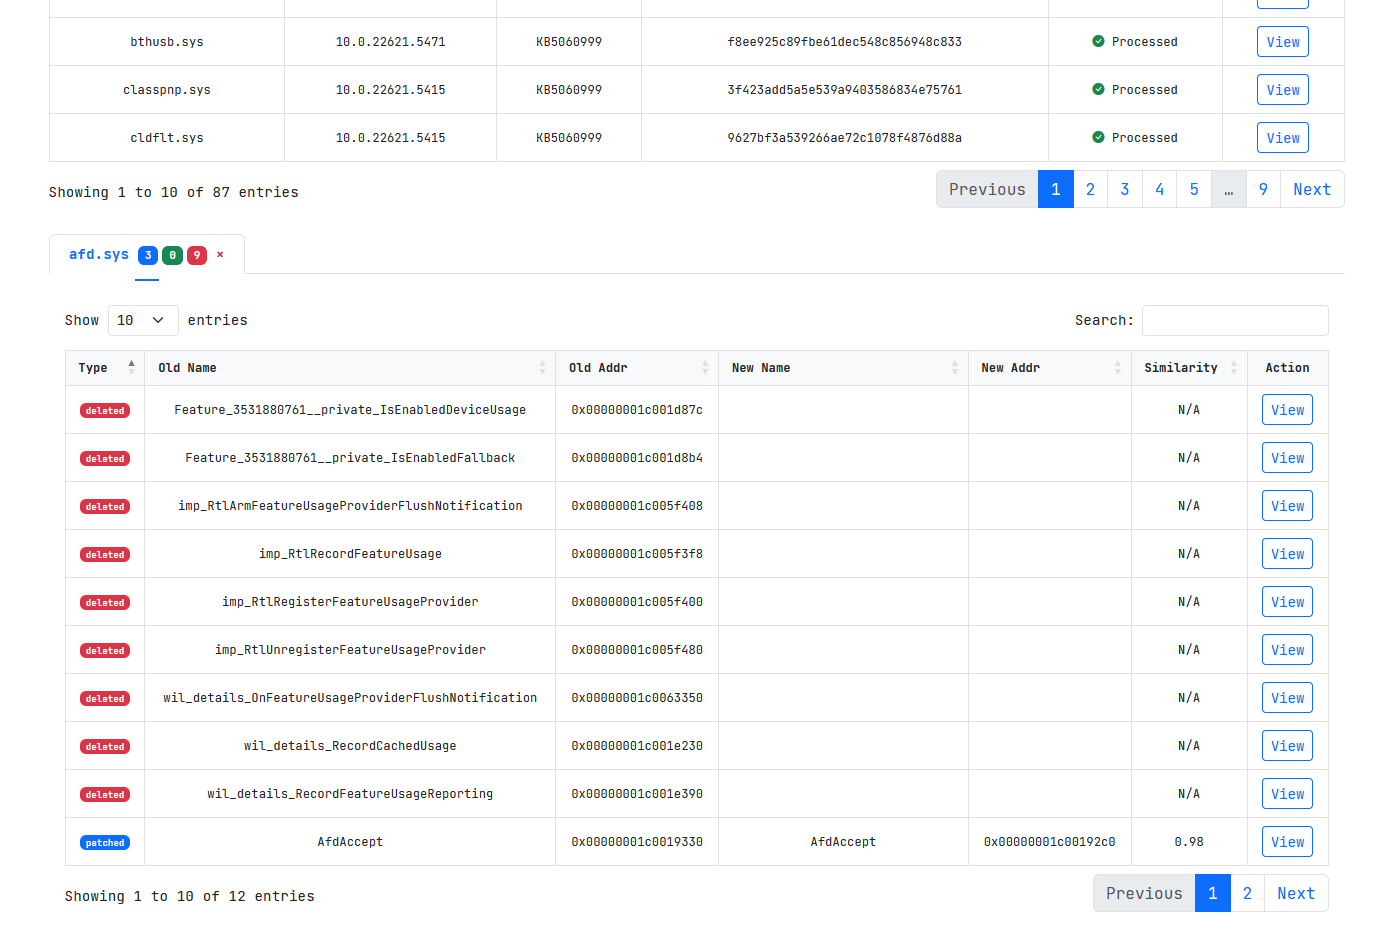 bthusb.sys 10.0.22621.5471 KB5060999 f8ee925c89fbe61dec548c856948c833 Processed View
classpnp.sys 10.0.22621.5415 KB5060999 3f423add5a5e539a9403586834e75761 Processed View
cldflt.sys 10.0.22621.5415 KB5060999 9627bf3a539266ae72c1078f4876d88a Processed View
Showing 1 to 10 of 87 entries Previous 1 2 3 4 5 … 9 Next
afd.sys 3 0 9 ×
Show 10 entries Search:
Type Old Name Old Addr New Name New Addr Similarity Action
deleted Feature_3531880761__private_IsEnabledDeviceUsage 0x00000001c001d87c N/A View
deleted Feature_3531880761__private_IsEnabledFallback 0x00000001c001d8b4 N/A View
deleted imp_RtlArmFeatureUsageProviderFlushNotification 0x00000001c005f408 N/A View
deleted imp_RtlRecordFeatureUsage 0x00000001c005f3f8 N/A View
deleted imp_RtlRegisterFeatureUsageProvider 0x00000001c005f400 N/A View
deleted imp_RtlUnregisterFeatureUsageProvider 0x00000001c005f480 N/A View
deleted wil_details_OnFeatureUsageProviderFlushNotification 0x00000001c0063350 N/A View
deleted wil_details_RecordCachedUsage 0x00000001c001e230 N/A View
deleted wil_details_RecordFeatureUsageReporting 0x00000001c001e390 N/A View
patched AfdAccept 0x00000001c0019330 AfdAccept 0x00000001c00192c0 0.98 View
Showing 1 to 10 of 12 entries Previous 1 2 Next